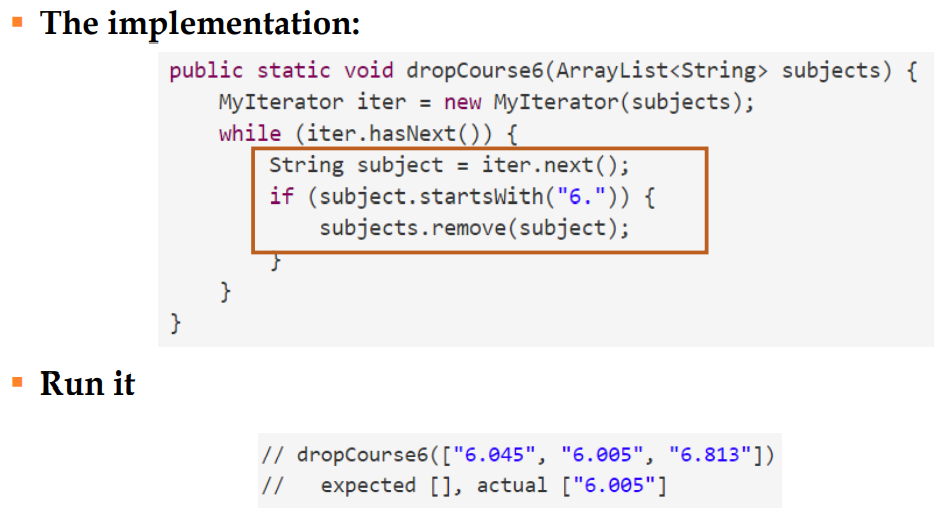 ▪ The implementation:
public static void dropCourse6(ArrayList<String> subjects) {
    MyIterator iter = new MyIterator(subjects);
    while (iter.hasNext()) {
        String subject = iter.next();
        if (subject.startsWith("6.")) {
            subjects.remove(subject);
        }
    }
}
▪ Run it
// dropCourse6(["6.045", "6.005", "6.813"])
//   expected [], actual ["6.005"]